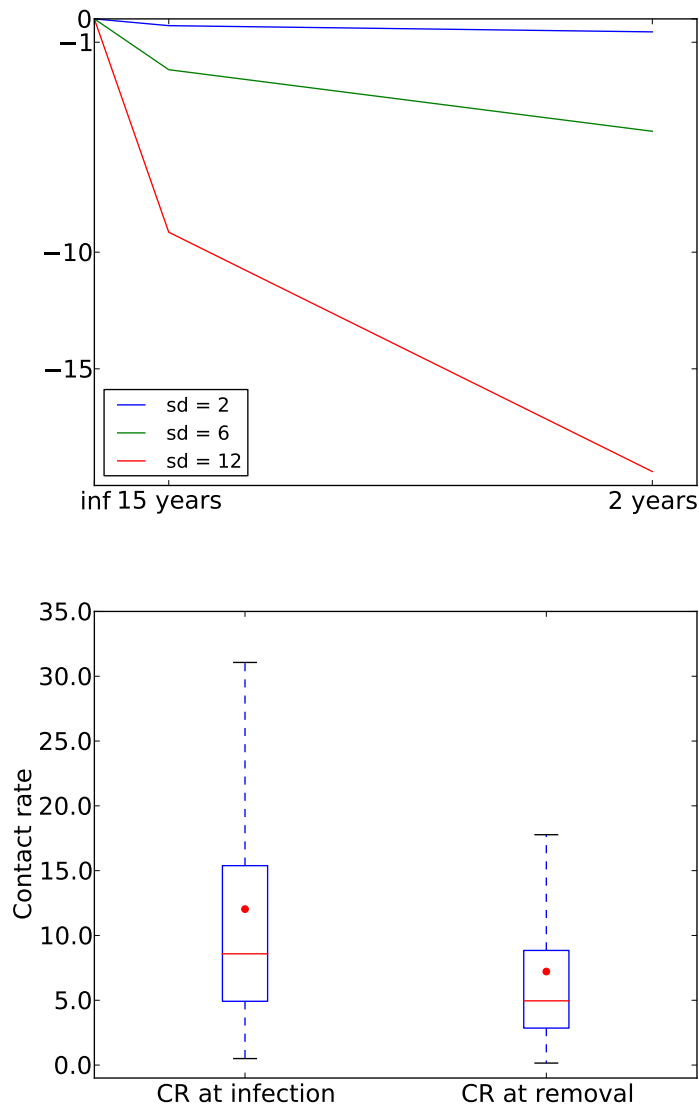 0
−1
−10
−15
sd = 2
sd = 6
sd = 12
inf 15 years 2 years
35.0
30.0
25.0
20.0
15.0
10.0
5.0
0.0
Contact rate
CR at infection CR at removal